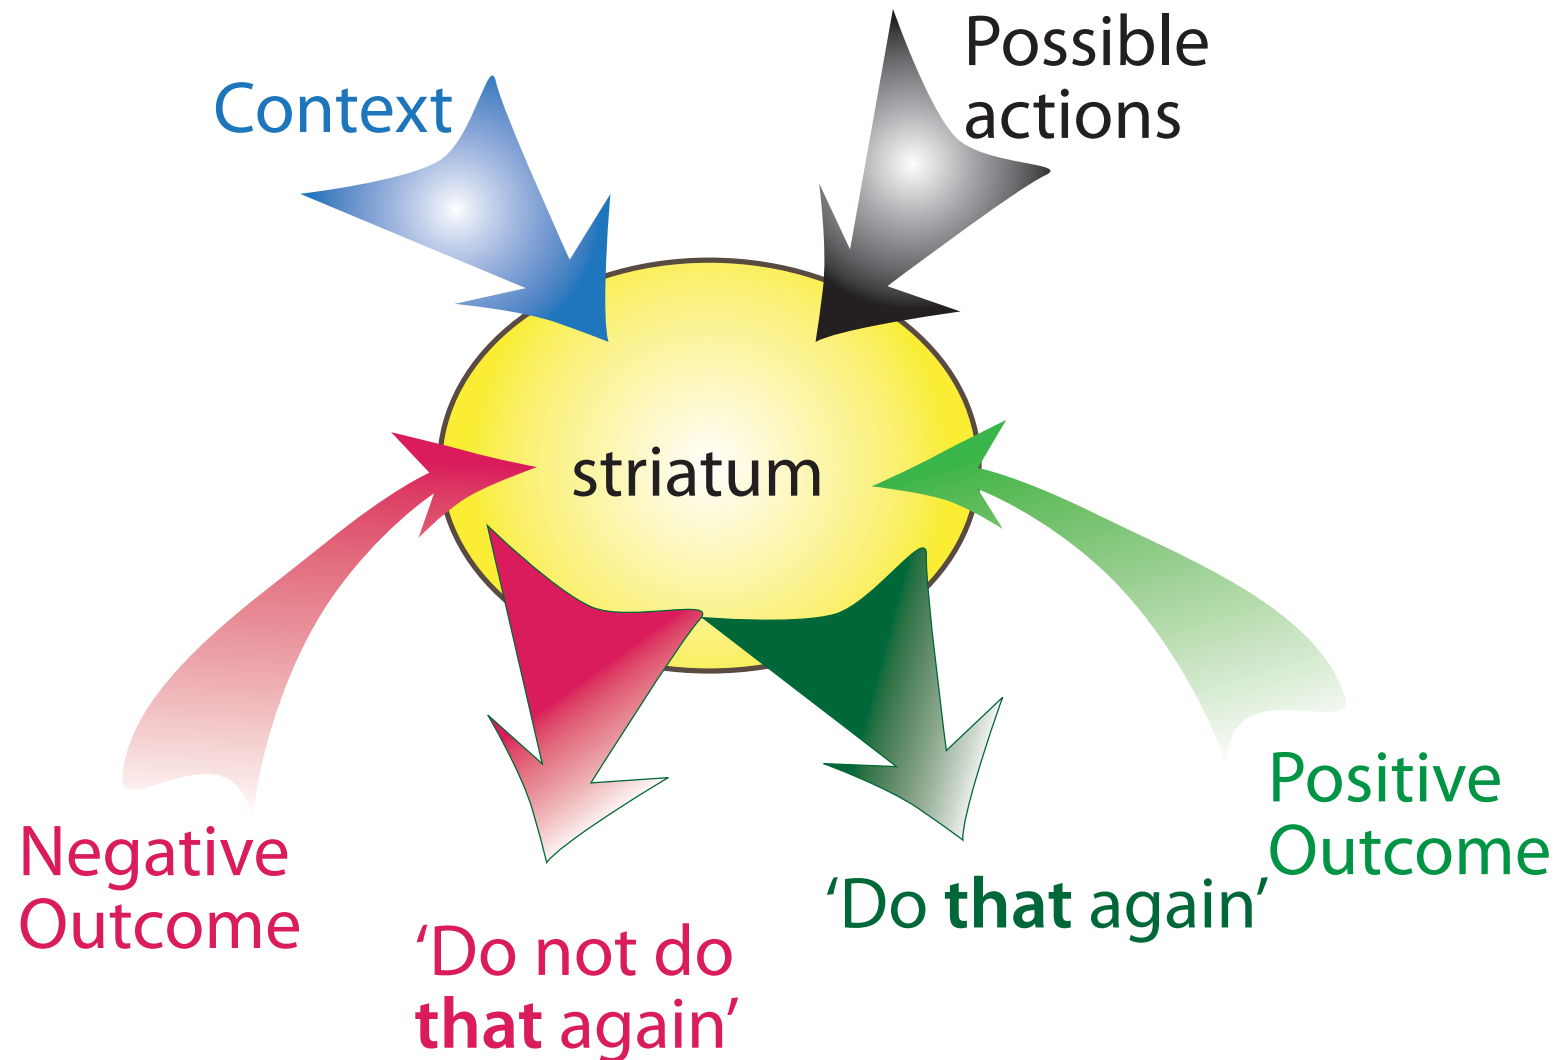 Context
Possible
actions
striatum
Negative
Outcome
‘Do not do
that again’
‘Do that again’
Positive
Outcome